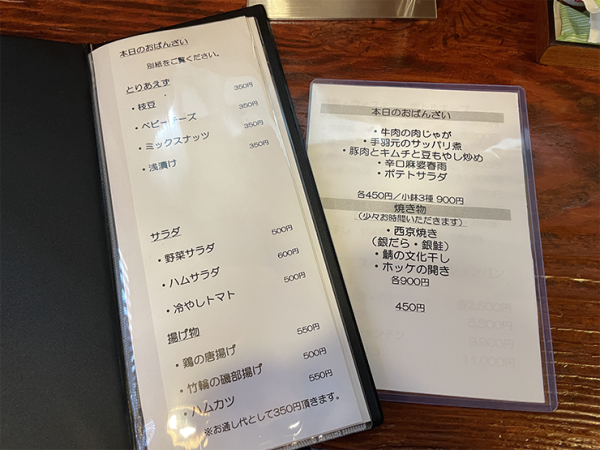 本日のおばんざい
別紙をご覧ください。
とりあえず
・枝豆 350円
・ベビーチーズ 350円
・ミックスナッツ 350円
・浅漬け 350円
サラダ
・野菜サラダ 500円
・ハムサラダ 600円
・冷やしトマト 500円
揚げ物
・鶏の唐揚げ 550円
・竹輪の磯部揚げ 500円
・ハムカツ 550円
※お通し代として350円頂きます。
本日のおばんざい
・牛肉の肉じゃが
・手羽元のサッパリ煮
・豚肉とキムチと豆もやし炒め
・辛口麻婆春雨
・ポテトサラダ
各450円/小鉢3種 900円
焼き物
(少々お時間いただきます)
・西京焼き
(銀だら・銀鮭)
・鯖の文化干し
・ホッケの開き
各900円
450円